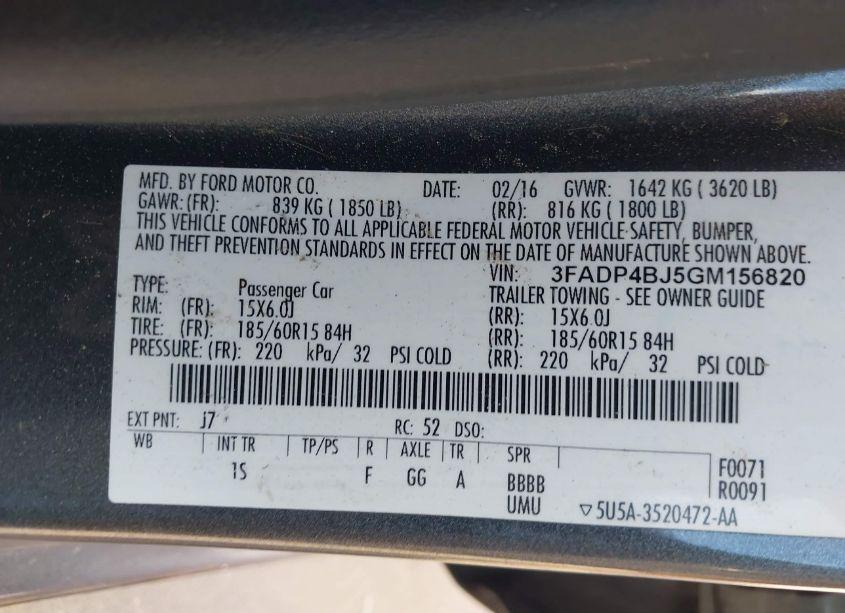 MFD. BY FORD MOTOR CO. DATE: 02/16 GVWR: 1642 KG ( 3620 LB)
GAWR: (FR): 839 KG ( 1850 LB) (RR): 816 KG ( 1800 LB)
THIS VEHICLE CONFORMS TO ALL APPLICABLE FEDERAL MOTOR VEHICLE SAFETY, BUMPER,
AND THEFT PREVENTION STANDARDS IN EFFECT ON THE DATE OF MANUFACTURE SHOWN ABOVE.
VIN: 3FADP4BJ5GM156820
TYPE: Passenger Car TRAILER TOWING - SEE OWNER GUIDE
RIM: (FR): 15X6.0J (RR): 15X6.0J
TIRE: (FR): 185/60R15 84H (RR): 185/60R15 84H
PRESSURE: (FR): 220 kPa/ 32 PSI COLD (RR): 220 kPa/ 32 PSI COLD
EXT PNT: j7 RC: 52 DSO:
WB INT TR TP/PS R AXLE TR SPR F0071
1S F GG A BBBB R0091
UMU ▽5U5A-3520472-AA